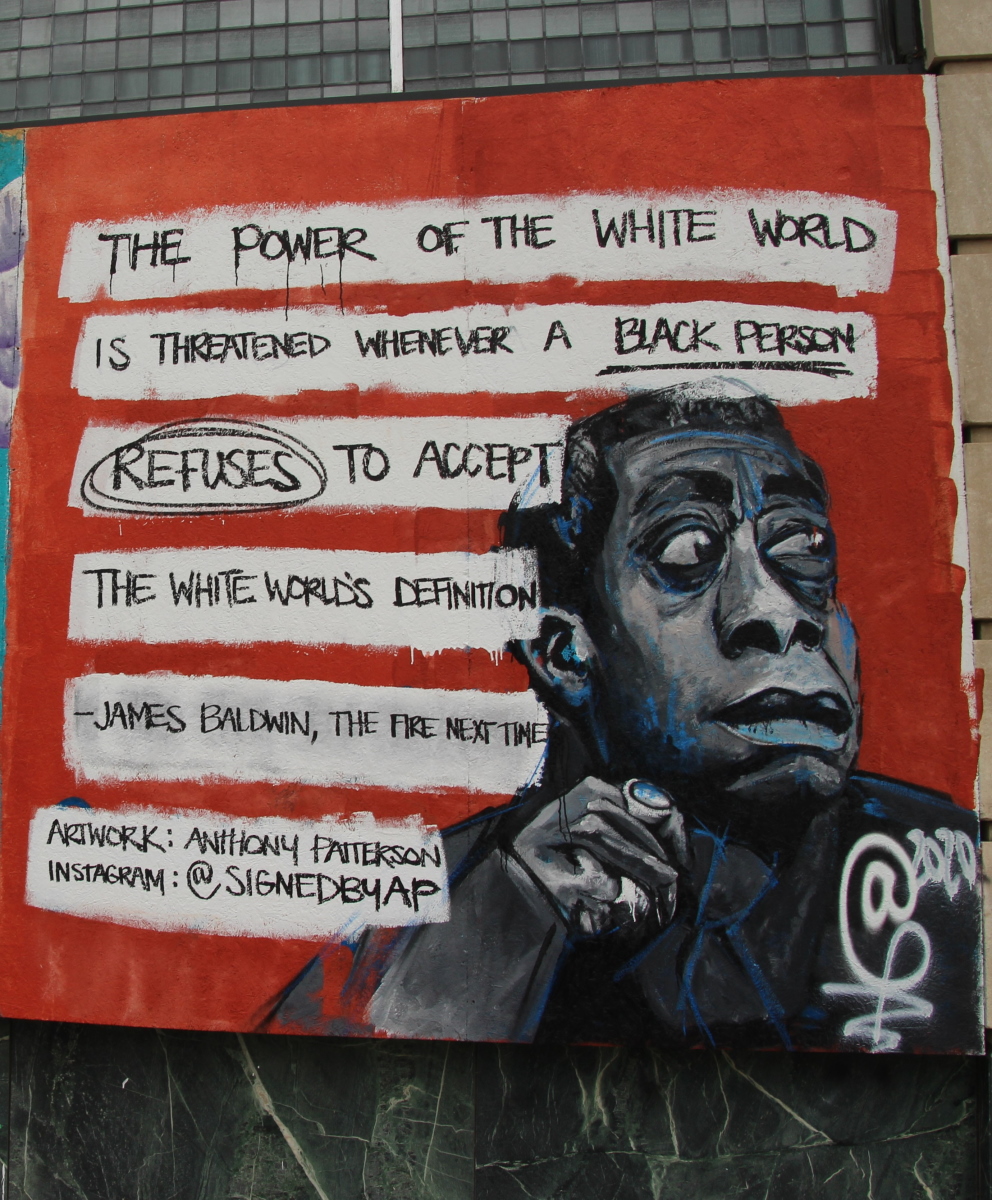 THE POWER OF THE WHITE WORLD
IS THREATENED WHENEVER A BLACK PERSON
REFUSES TO ACCEPT
THE WHITE WORLD'S DEFINITION
-JAMES BALDWIN, THE FIRE NEXT TIME
ARTWORK: ANTHONY PATTERSON
INSTAGRAM: @SIGNEDBYAP
2020